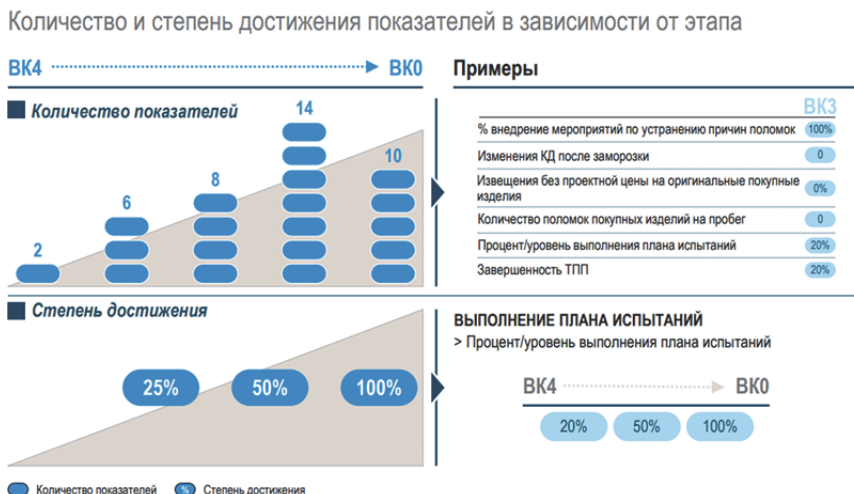 Количество и степень достижения показателей в зависимости от этапа
ВК4
ВК0
Количество показателей
2
6
8
14
10
Степень достижения
25%
50%
100%
Количество показателей
% Степень достижения
Примеры
ВК3
% внедрение мероприятий по устранению причин поломок 100%
Изменения КД после заморозки 0
Извещения без проектной цены на оригинальные покупные
изделия 0%
Количество поломок покупных изделий на пробег 0
Процент/уровень выполнения плана испытаний 20%
Завершенность ТПП 20%
ВЫПОЛНЕНИЕ ПЛАНА ИСПЫТАНИЙ
> Процент/уровень выполнения плана испытаний
ВК4
ВК0
20%
50%
100%